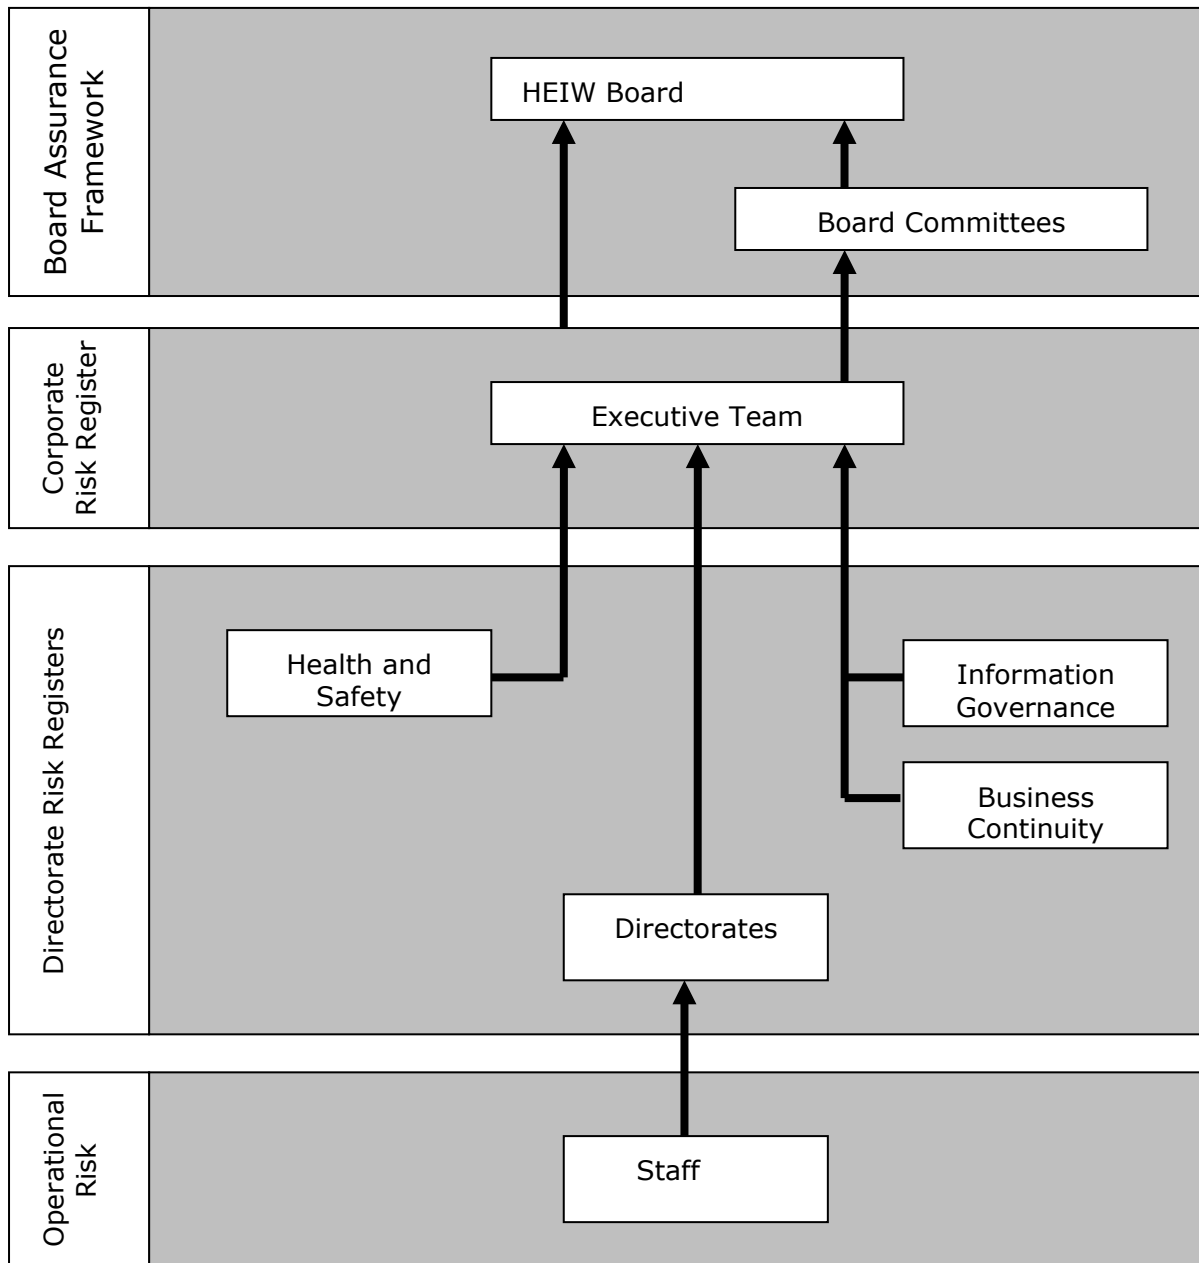 Board Assurance
Framework
HEIW Board
Board Committees
Corporate
Risk Register
Executive Team
Directorate Risk Registers
Health and
Safety
Information
Governance
Business
Continuity
Directorates
Operational
Risk
Staff